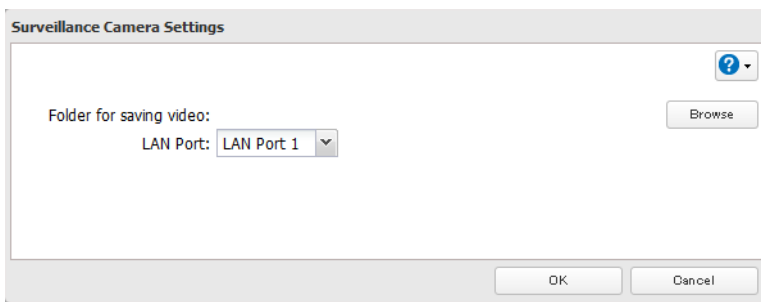 Surveillance Camera Settings
?
Folder for saving video:
Browse
LAN Port: LAN Port 1
OK
Cancel